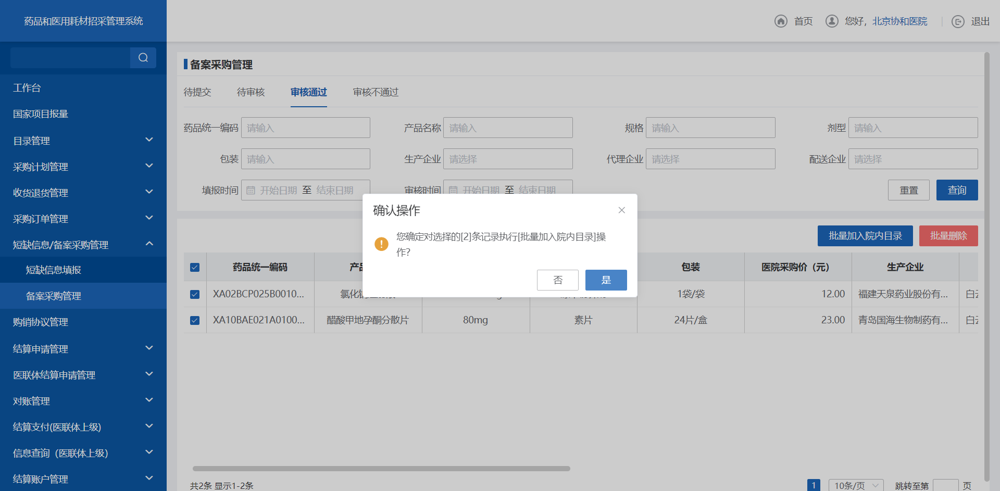 药品和医用耗材招采管理系统
首页
您好，北京协和医院
退出
工作台
国家项目报量
目录管理
采购计划管理
收货退货管理
采购订单管理
短缺信息/备案采购管理
短缺信息填报
备案采购管理
购销协议管理
结算申请管理
医联体结算申请管理
对账管理
结算支付(医联体上级)
信息查询（医联体上级）
结算账户管理
备案采购管理
待提交 待审核 审核通过 审核不通过
药品统一编码 请输入 产品名称 请输入 规格 请输入 剂型 请输入
包装 请输入 生产企业 请选择 代理企业 请选择 配送企业 请选择
填报时间 开始日期 至 结束日期 审核时间 开始日期 至 结束日期 重置 查询
确认操作
您确定对选择的[2]条记录执行[批量加入院内目录]操
作?
否 是
批量加入院内目录 批量删除
药品统一编码 包装 医院采购价（元） 生产企业
XA02BCP025B0010... 1袋/袋 12.00 福建天泉药业股份有...
XA10BAE021A0100... 醋酸甲地孕酮分散片 80mg 素片 24片/盒 23.00 青岛国海生物制药有...
共2条 显示1-2条 1 10条/页 跳转至第 页